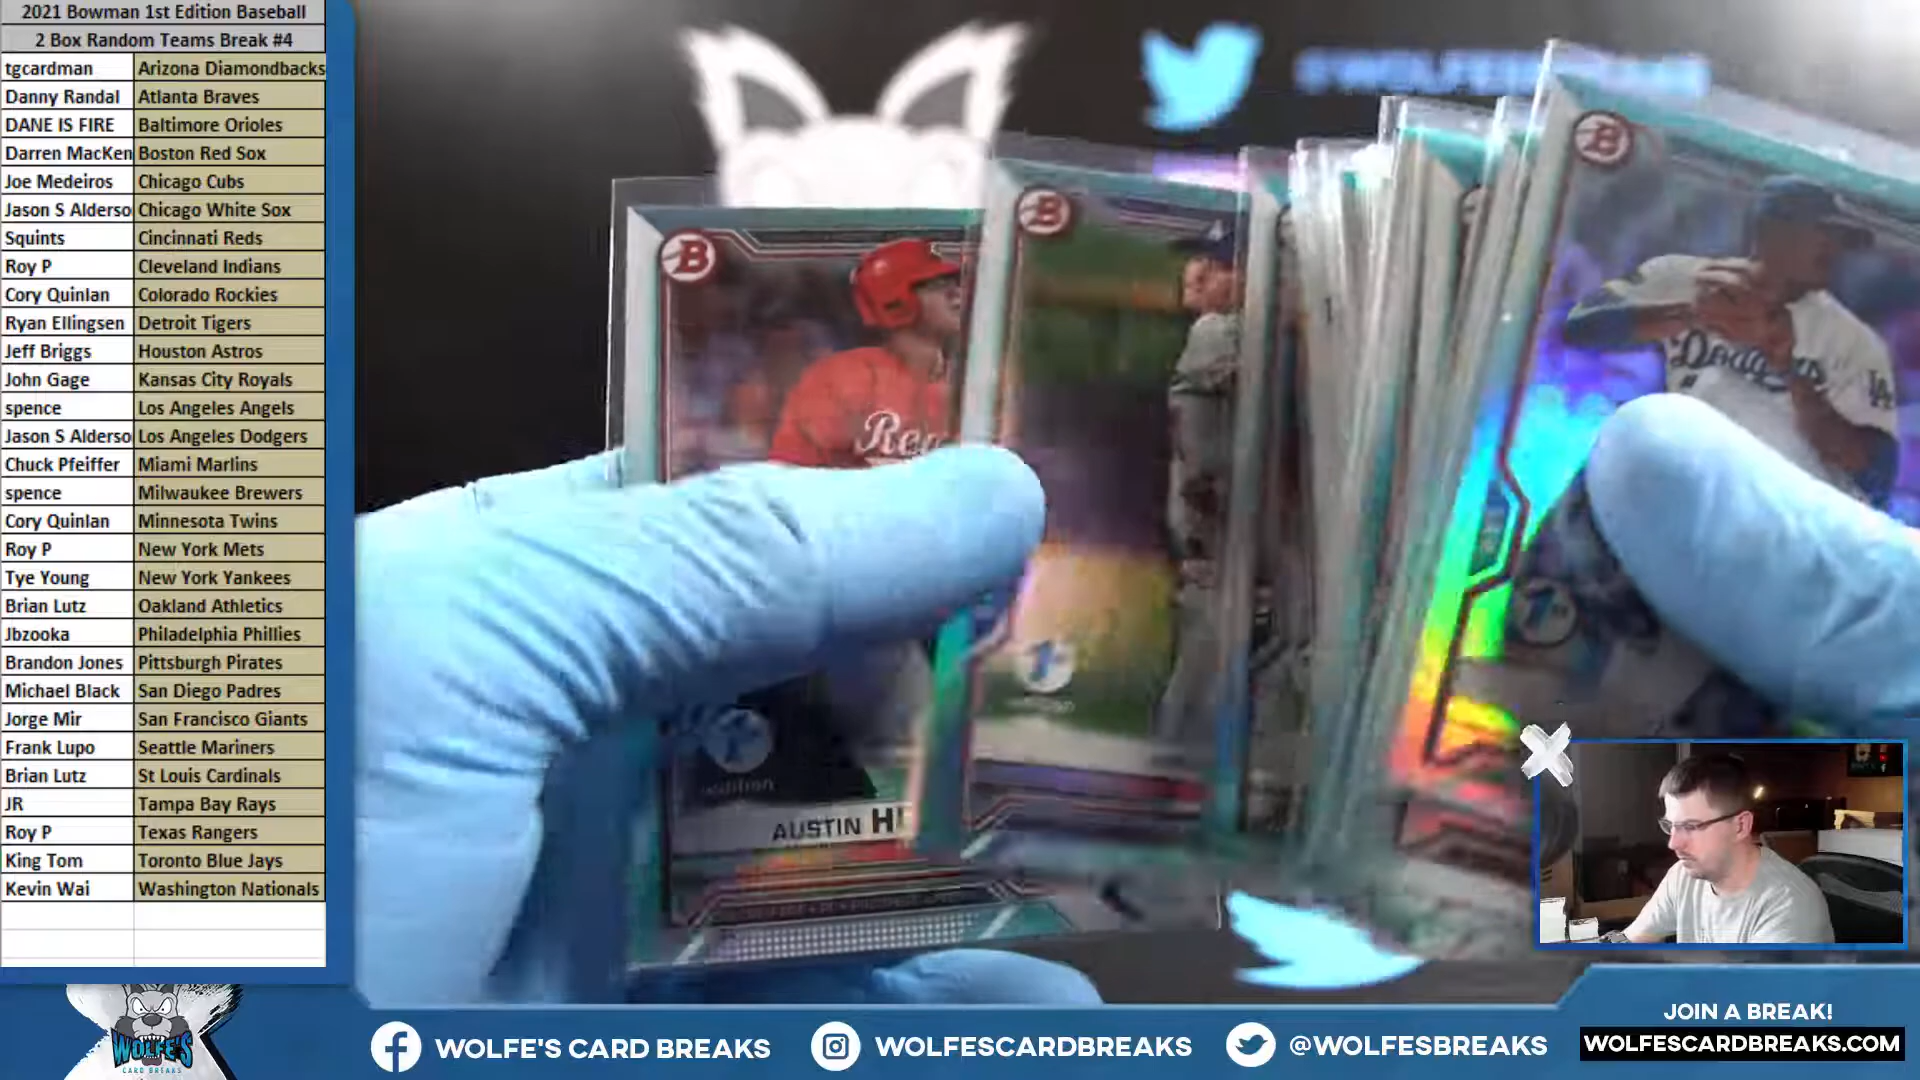 2021 Bowman 1st Edition Baseball
2 Box Random Teams Break #4
tgcardman Arizona Diamondbacks
Danny Randal Atlanta Braves
DANE IS FIRE Baltimore Orioles
Darren MacKen Boston Red Sox
Joe Medeiros Chicago Cubs
Jason S Alderso Chicago White Sox
Squints Cincinnati Reds
Roy P Cleveland Indians
Cory Quinlan Colorado Rockies
Ryan Ellingsen Detroit Tigers
Jeff Briggs Houston Astros
John Gage Kansas City Royals
spence Los Angeles Angels
Jason S Alderso Los Angeles Dodgers
Chuck Pfeiffer Miami Marlins
spence Milwaukee Brewers
Cory Quinlan Minnesota Twins
Roy P New York Mets
Tye Young New York Yankees
Brian Lutz Oakland Athletics
Jbzooka Philadelphia Phillies
Brandon Jones Pittsburgh Pirates
Michael Black San Diego Padres
Jorge Mir San Francisco Giants
Frank Lupo Seattle Mariners
Brian Lutz St Louis Cardinals
JR Tampa Bay Rays
Roy P Texas Rangers
King Tom Toronto Blue Jays
Kevin Wai Washington Nationals
B
B
B
Dodgers
LA
Re
1st
1st
edition
AUSTIN H
WOLFE'S
CARD BREAKS
WOLFE'S CARD BREAKS
WOLFESCARDBREAKS
@WOLFESBREAKS
JOIN A BREAK!
WOLFESCARDBREAKS.COM